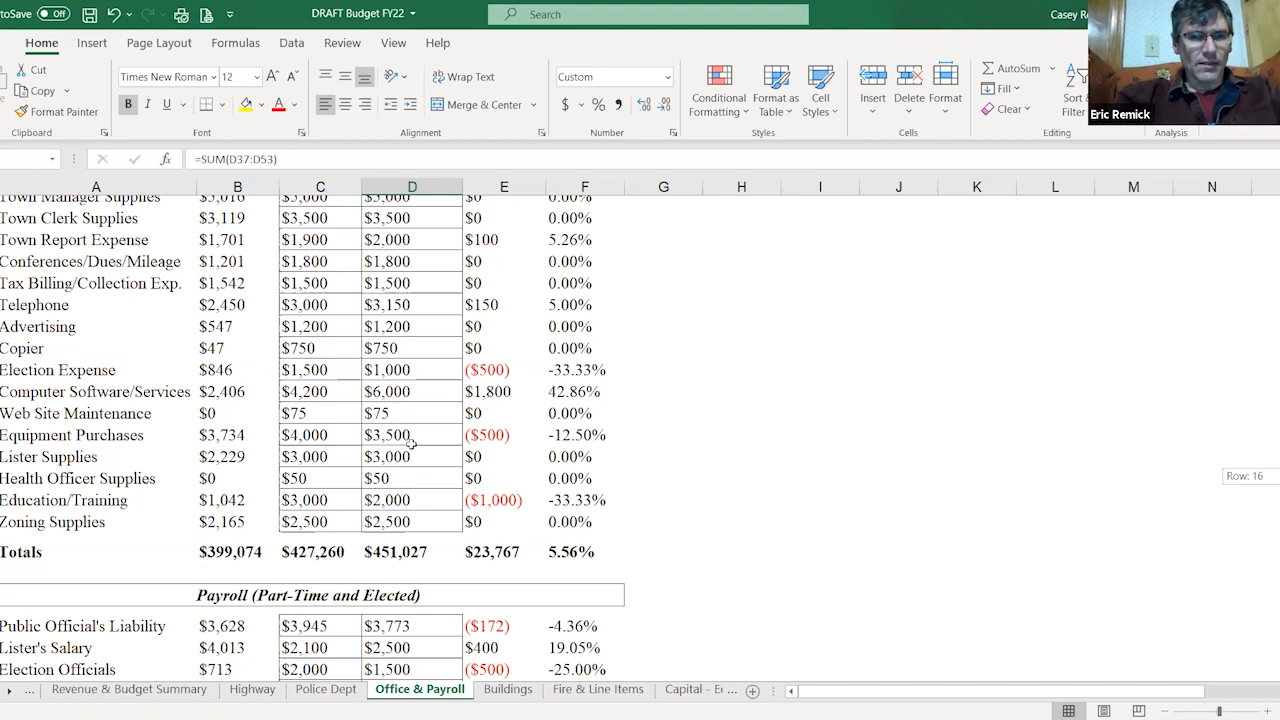 toSave Off DRAFT Budget FY22 Search Casey Re
Home Insert Page Layout Formulas Data Review View Help
Cut
Copy
Format Painter
Clipboard
Times New Roman 12
B I U A
Font
Wrap Text
Merge & Center
Alignment
Custom
$ % ,
Number
Conditional Formatting
Format as Table
Cell Styles
Styles
Insert Delete Format
Cells
AutoSum
Fill
Clear
Sort &
Filter
Editing
Analysis
Eric Remick
fx =SUM(D37:D53)
A B C D E F G H I J K L M N
Town Manager Supplies $5,016 $5,000 $5,000 $0 0.00%
Town Clerk Supplies $3,119 $3,500 $3,500 $0 0.00%
Town Report Expense $1,701 $1,900 $2,000 $100 5.26%
Conferences/Dues/Mileage $1,201 $1,800 $1,800 $0 0.00%
Tax Billing/Collection Exp. $1,542 $1,500 $1,500 $0 0.00%
Telephone $2,450 $3,000 $3,150 $150 5.00%
Advertising $547 $1,200 $1,200 $0 0.00%
Copier $47 $750 $750 $0 0.00%
Election Expense $846 $1,500 $1,000 ($500) -33.33%
Computer Software/Services $2,406 $4,200 $6,000 $1,800 42.86%
Web Site Maintenance $0 $75 $75 $0 0.00%
Equipment Purchases $3,734 $4,000 $3,500 ($500) -12.50%
Lister Supplies $2,229 $3,000 $3,000 $0 0.00%
Health Officer Supplies $0 $50 $50 $0 0.00%
Row: 16
Education/Training $1,042 $3,000 $2,000 ($1,000) -33.33%
Zoning Supplies $2,165 $2,500 $2,500 $0 0.00%
Totals $399,074 $427,260 $451,027 $23,767 5.56%
Payroll (Part-Time and Elected)
Public Official's Liability $3,628 $3,945 $3,773 ($172) -4.36%
Lister's Salary $4,013 $2,100 $2,500 $400 19.05%
Election Officials $713 $2,000 $1,500 ($500) -25.00%
... Revenue & Budget Summary Highway Police Dept Office & Payroll Buildings Fire & Line Items Capital - Ec ...